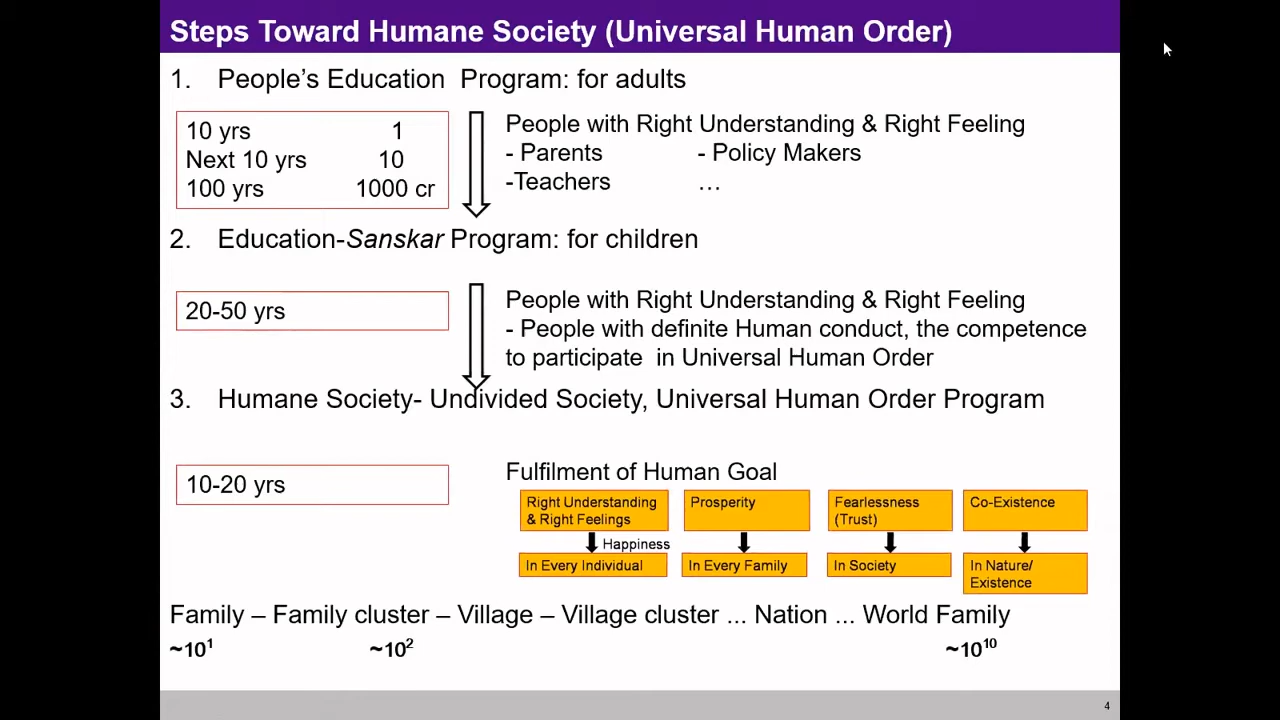 Steps Toward Humane Society (Universal Human Order)
1. People's Education Program: for adults
10 yrs 1
Next 10 yrs 10
100 yrs 1000 cr
People with Right Understanding & Right Feeling
- Parents - Policy Makers
-Teachers ...
2. Education-Sanskar Program: for children
20-50 yrs
People with Right Understanding & Right Feeling
- People with definite Human conduct, the competence
to participate in Universal Human Order
3. Humane Society- Undivided Society, Universal Human Order Program
10-20 yrs
Fulfilment of Human Goal
Right Understanding
& Right Feelings
Prosperity
Fearlessness
(Trust)
Co-Existence
Happiness
In Every Individual
In Every Family
In Society
In Nature/
Existence
Family – Family cluster – Village – Village cluster ... Nation ... World Family
~10¹ ~10² ~10¹⁰
4